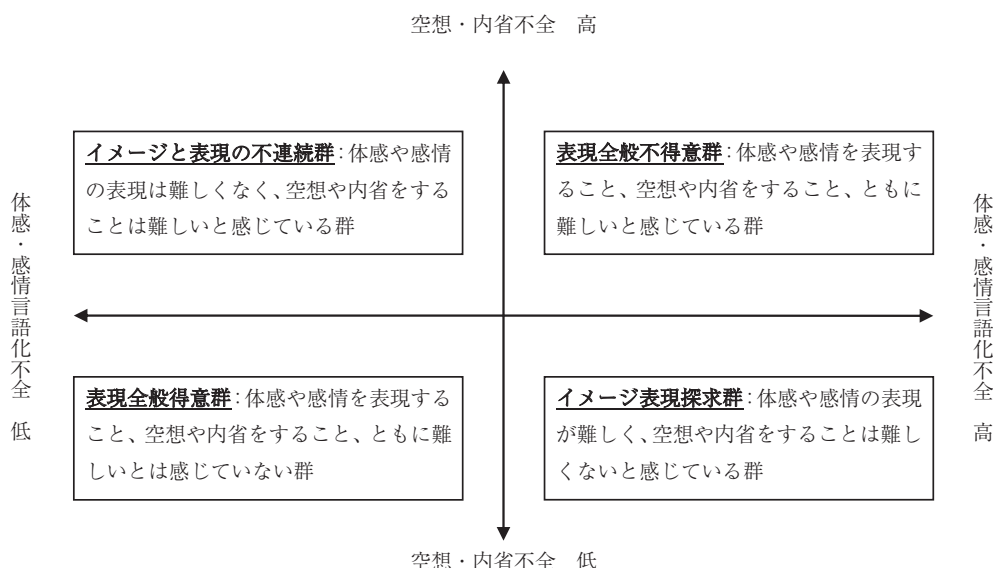 空想・内省不全　高
イメージと表現の不連続群：体感や感情
の表現は難しくなく、空想や内省をする
ことは難しいと感じている群
表現全般不得意群：体感や感情を表現す
ること、空想や内省をすること、ともに
難しいと感じている群
体感・感情言語化不全　低
体感・感情言語化不全　高
表現全般得意群：体感や感情を表現する
こと、空想や内省をすること、ともに難
しいとは感じていない群
イメージ表現探求群：体感や感情の表現
が難しく、空想や内省をすることは難し
くないと感じている群
空想・内省不全　低